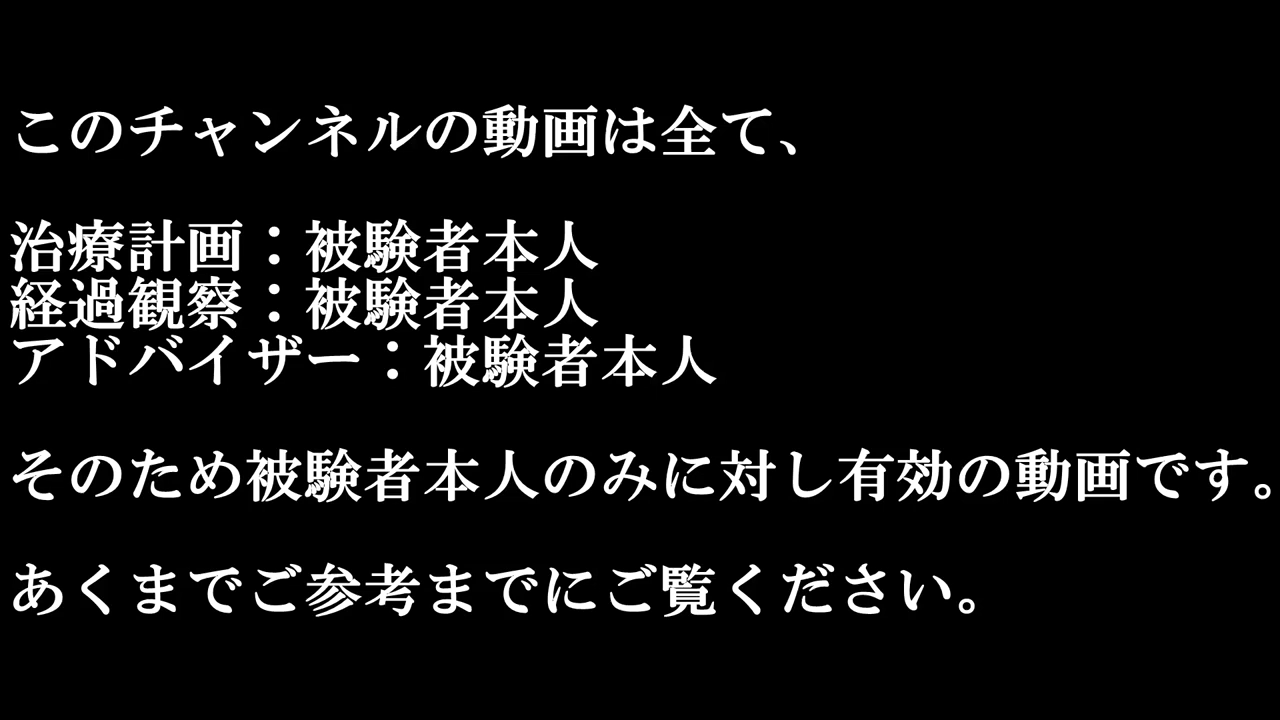 このチャンネルの動画は全て、
治療計画：被験者本人
経過観察：被験者本人
アドバイザー：被験者本人
そのため被験者本人のみに対し有効の動画です。
あくまでご参考までにご覧ください。